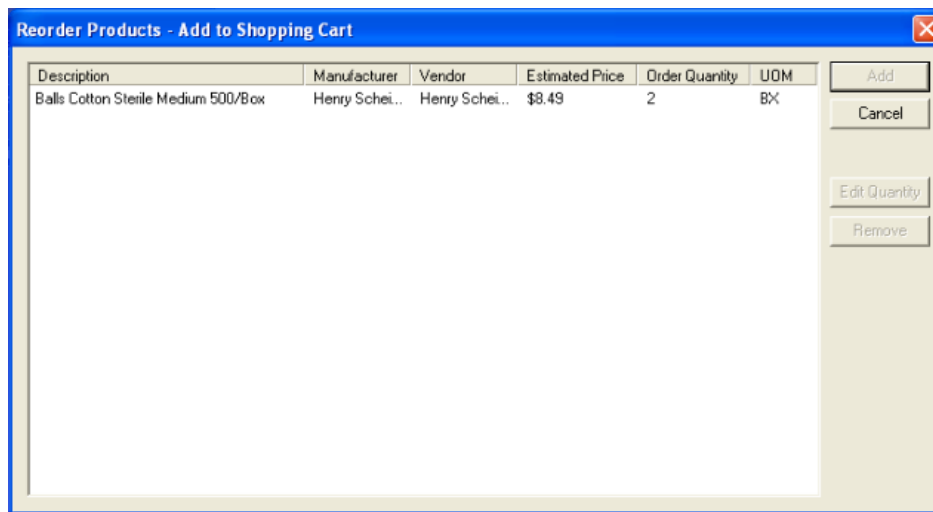 Reorder Products - Add to Shopping Cart
Description Manufacturer Vendor Estimated Price Order Quantity UOM
Balls Cotton Sterile Medium 500/Box Henry Schei... Henry Schei... $8.49 2 BX
Add
Cancel
Edit Quantity
Remove